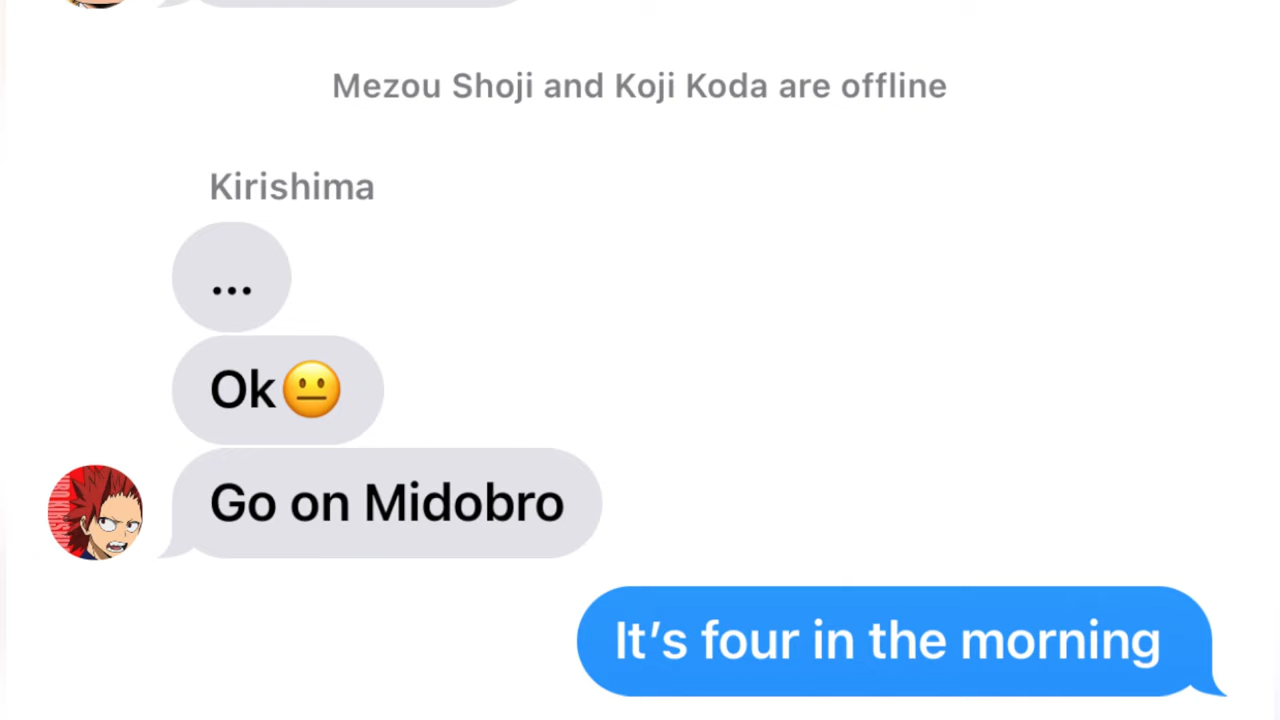 Mezou Shoji and Koji Koda are offline
Kirishima
...
Ok😐
Go on Midobro
It’s four in the morning